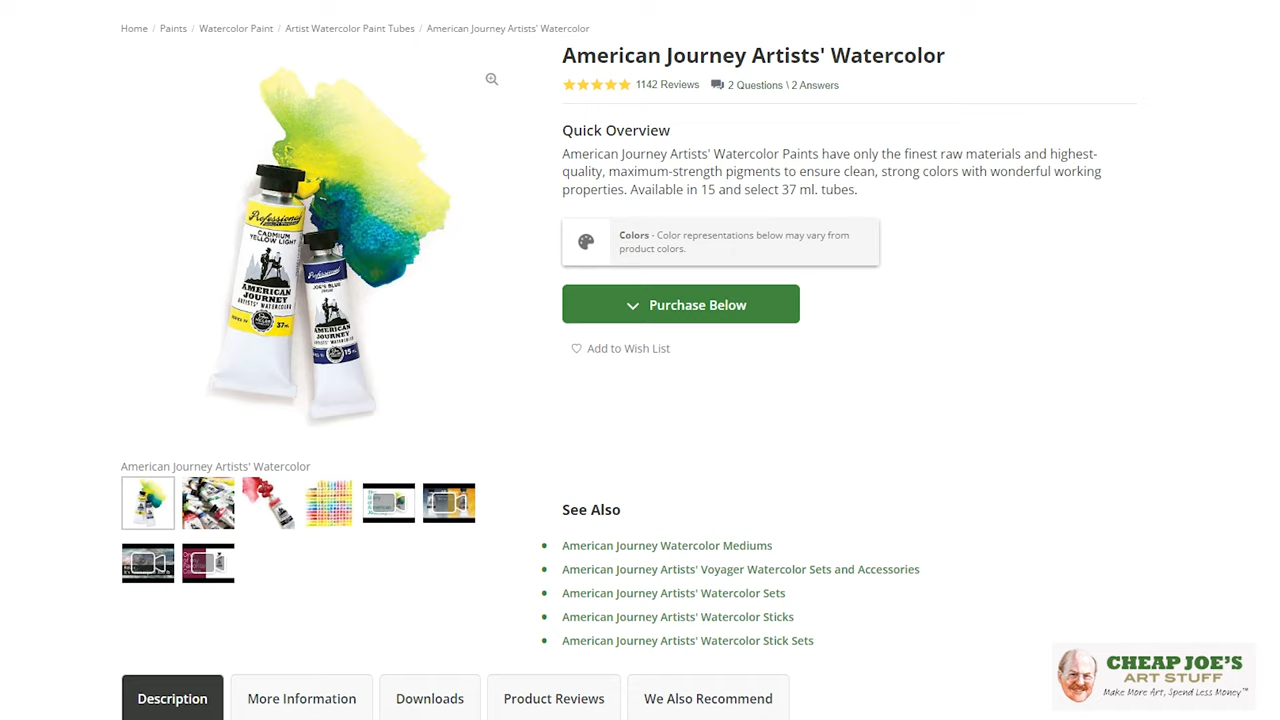 Home / Paints / Watercolor Paint / Artist Watercolor Paint Tubes / American Journey Artists' Watercolor
American Journey Artists' Watercolor
1142 Reviews 2 Questions \ 2 Answers
Quick Overview
American Journey Artists' Watercolor Paints have only the finest raw materials and highest-
quality, maximum-strength pigments to ensure clean, strong colors with wonderful working
properties. Available in 15 and select 37 ml. tubes.
Colors - Color representations below may vary from
product colors.
Purchase Below
Add to Wish List
Professional
CADMIUM
YELLOW LIGHT
AMERICAN
JOURNEY
ARTISTS' WATERCOLOR
37ml
Professional
JOE'S BLUE
AMERICAN
JOURNEY
15 ml
American Journey Artists' Watercolor
See Also
American Journey Watercolor Mediums
American Journey Artists' Voyager Watercolor Sets and Accessories
American Journey Artists' Watercolor Sets
American Journey Artists' Watercolor Sticks
American Journey Artists' Watercolor Stick Sets
Description
More Information
Downloads
Product Reviews
We Also Recommend
CHEAP JOE'S
ART STUFF
Make More Art, Spend Less Money™